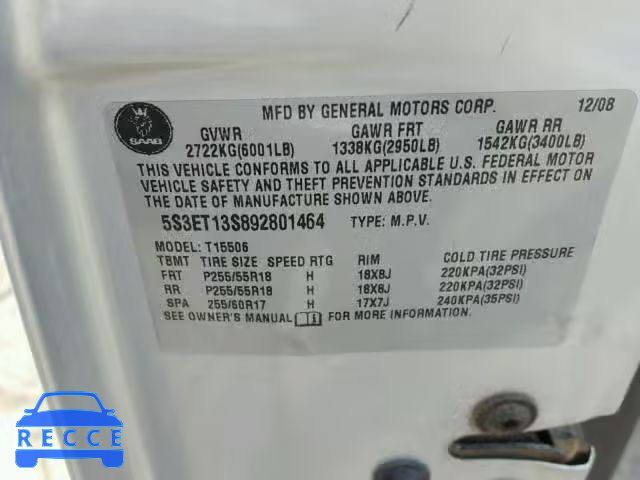 MFD BY GENERAL MOTORS CORP. 12/08
SAAB
GVWR GAWR FRT GAWR RR
2722KG(6001LB) 1338KG(2950LB) 1542KG(3400LB)
THIS VEHICLE CONFORMS TO ALL APPLICABLE U.S. FEDERAL MOTOR
VEHICLE SAFETY AND THEFT PREVENTION STANDARDS IN EFFECT ON
THE DATE OF MANUFACTURE SHOWN ABOVE.
5S3ET13S892801464 TYPE: M.P.V.
MODEL: T15506
TBMT TIRE SIZE SPEED RTG RIM COLD TIRE PRESSURE
FRT P255/55R18 H 18X8J 220KPA(32PSI)
RR P255/55R18 H 18X8J 220KPA(32PSI)
SPA 255/60R17 H 17X7J 240KPA(35PSI)
SEE OWNER'S MANUAL FOR MORE INFORMATION.
RECCE